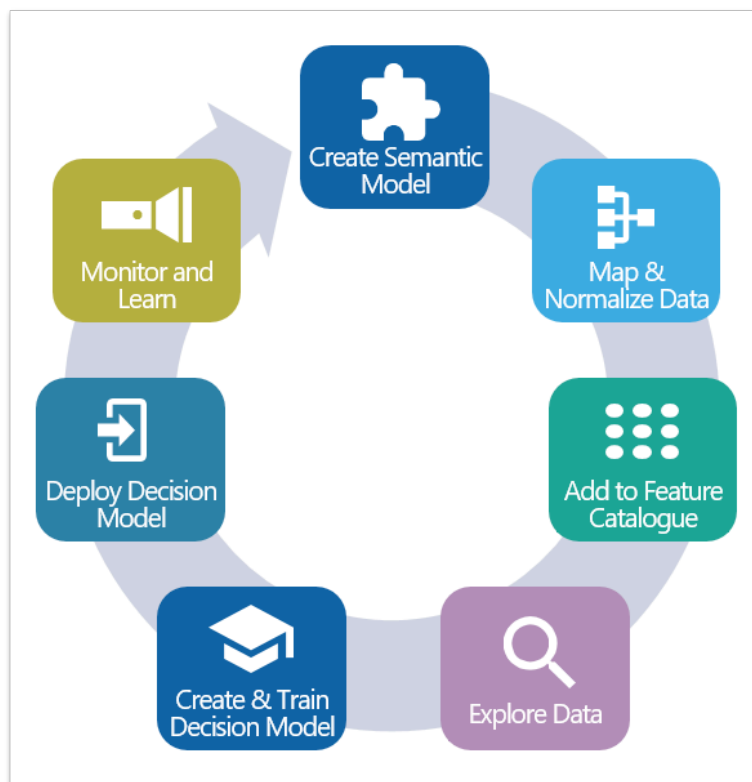 Create Semantic
Model
Map &
Normalize Data
Add to Feature
Catalogue
Explore Data
Create & Train
Decision Model
Deploy Decision
Model
Monitor and
Learn